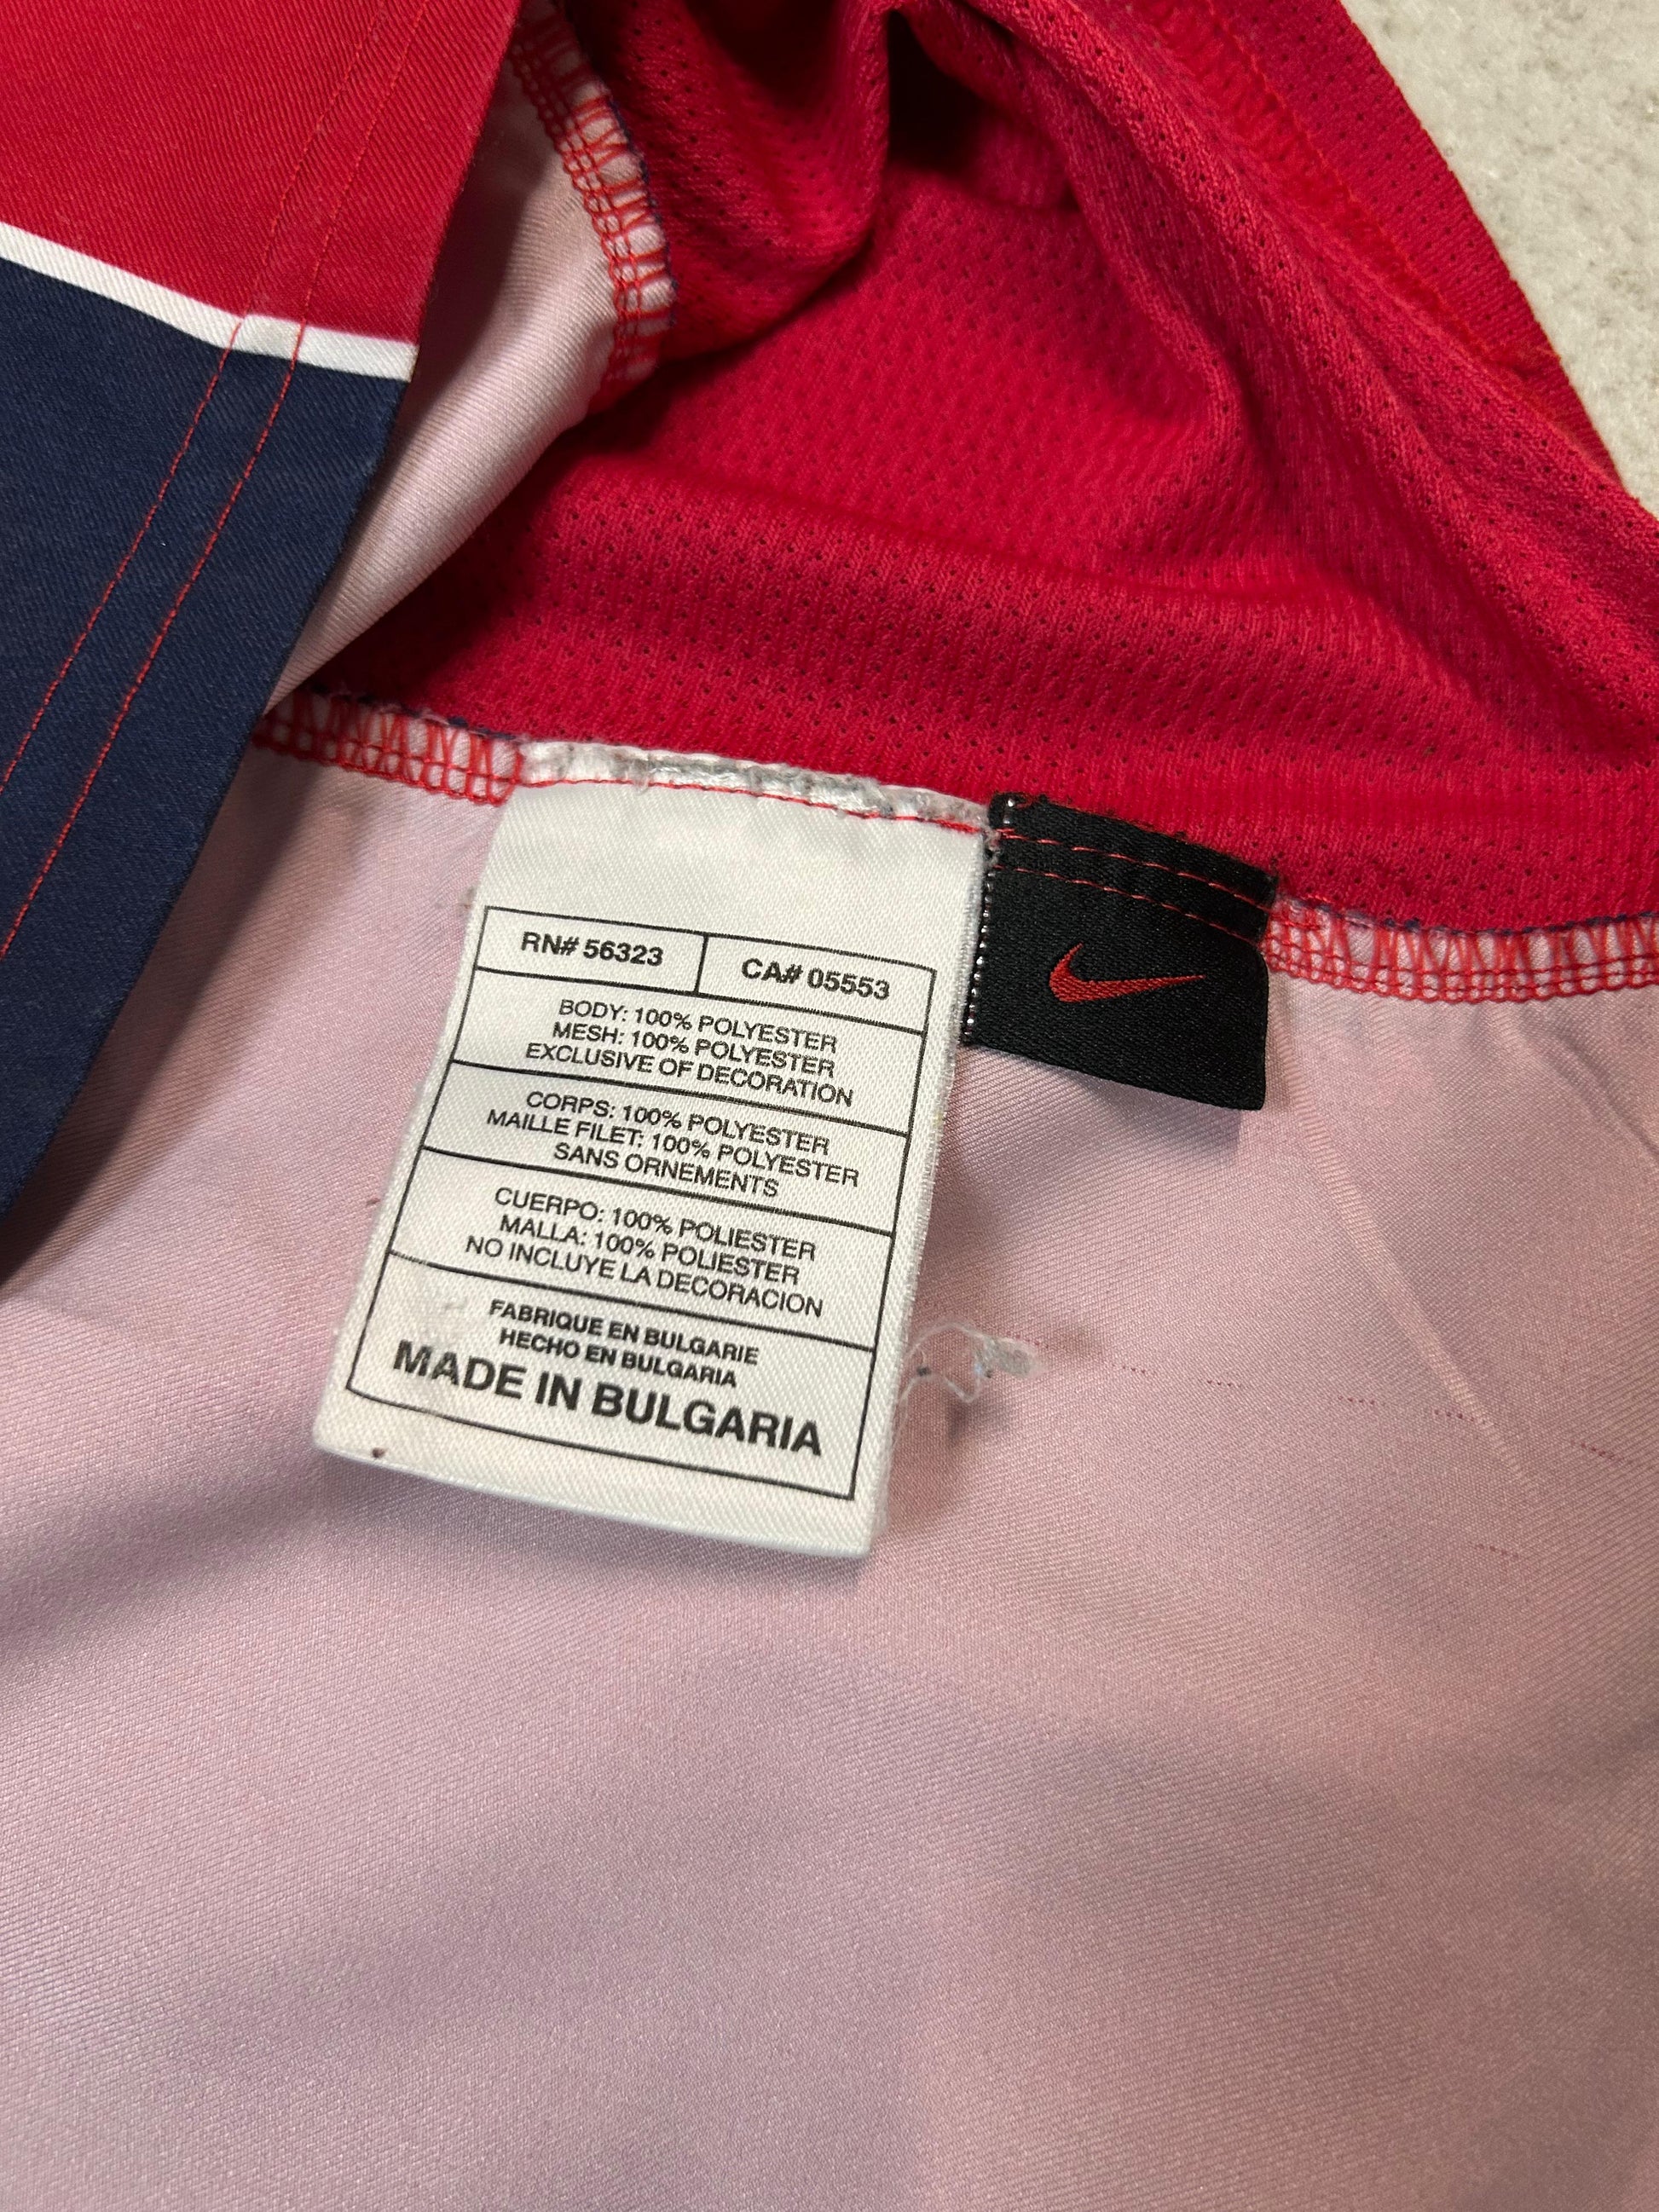 RN# 56323
CA# 05553
BODY: 100% POLYESTER
MESH: 100% POLYESTER
EXCLUSIVE OF DECORATION
CORPS: 100% POLYESTER
MAILLE FILET: 100% POLYESTER
SANS ORNEMENTS
CUERPO: 100% POLIESTER
MALLA: 100% POLIESTER
NO INCLUYE LA DECORACION
FABRIQUE EN BULGARIE
HECHO EN BULGARIA
MADE IN BULGARIA